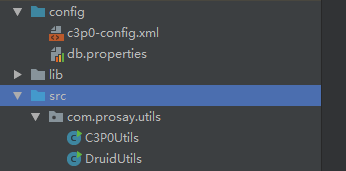 config
c3p0-config.xml
db.properties
lib
src
com.prosay.utils
C3P0Utils
DruidUtils